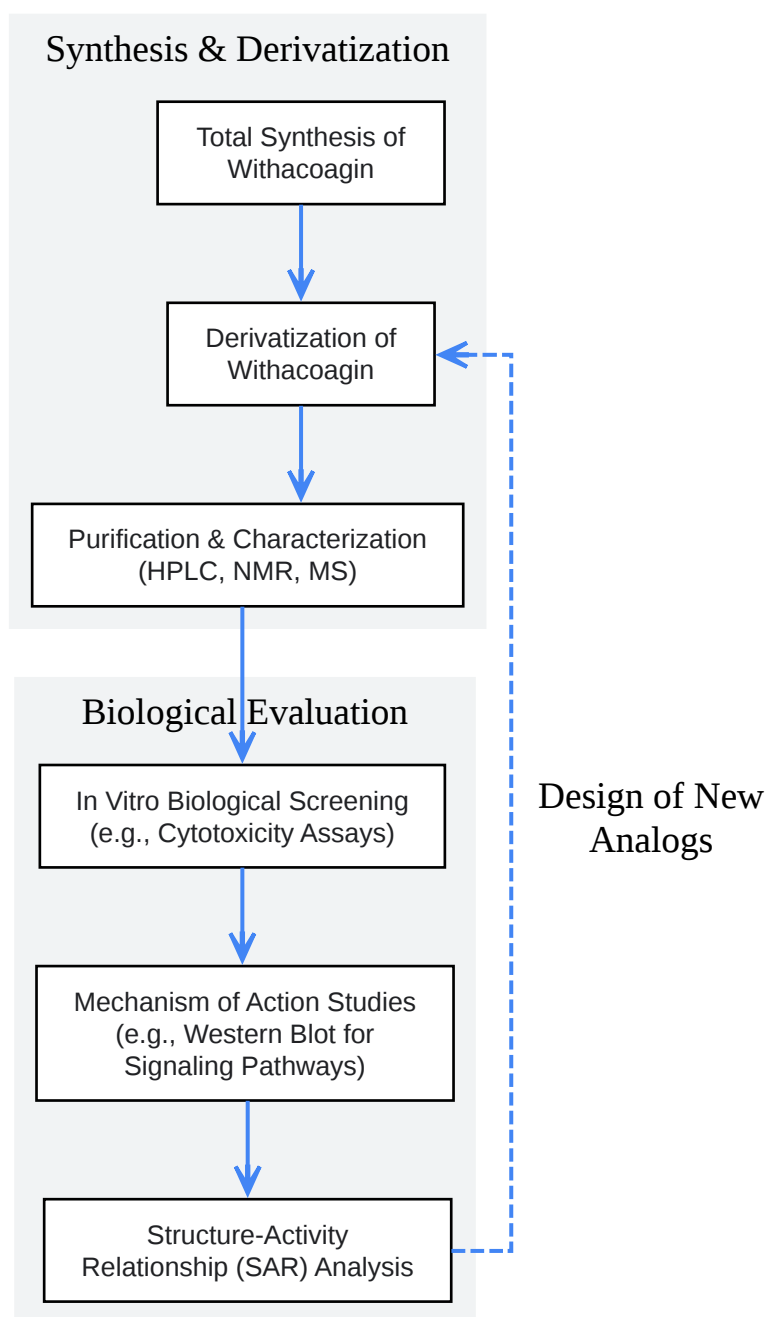 Synthesis & Derivatization
Total Synthesis of
Withacoagin
Derivatization of
Withacoagin
Purification & Characterization
(HPLC, NMR, MS)
Biological Evaluation
In Vitro Biological Screening
(e.g., Cytotoxicity Assays)
Design of New
Analogs
Mechanism of Action Studies
(e.g., Western Blot for
Signaling Pathways)
Structure-Activity
Relationship (SAR) Analysis